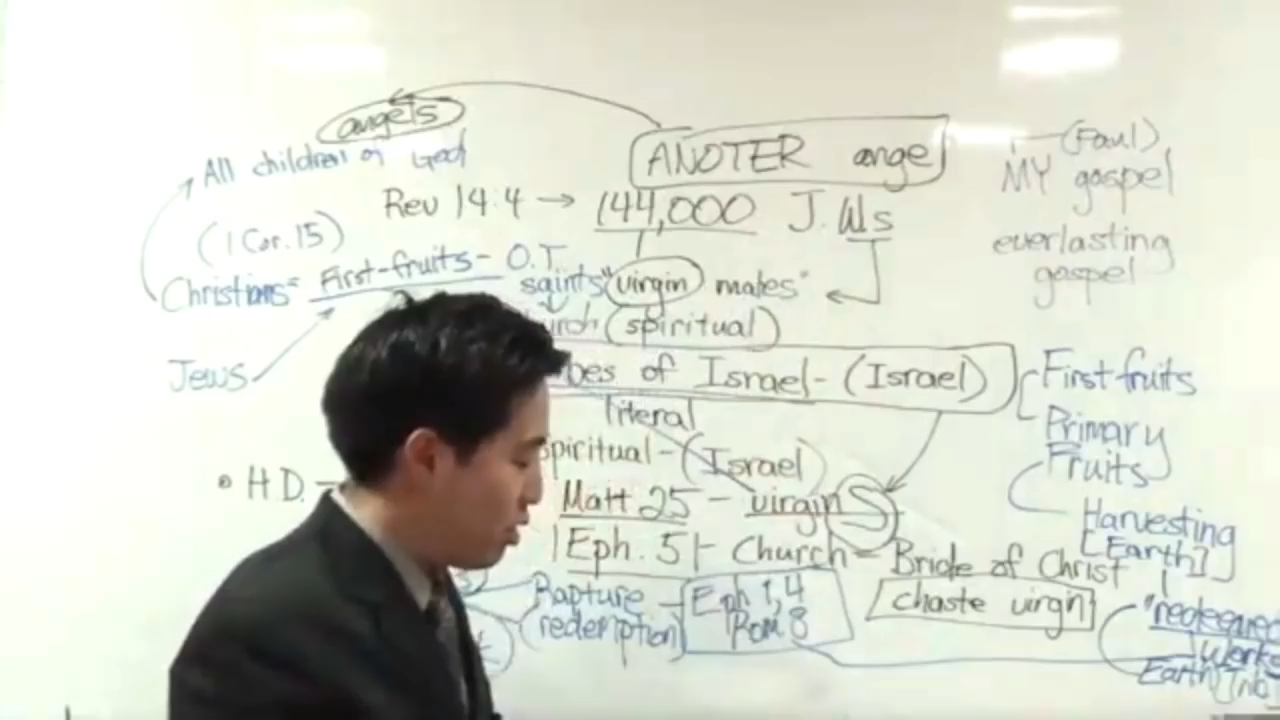 angels
All children of God
ANOTER angel
(Paul)
MY gospel
Rev 14:4 → 144,000 J.Ws
(1 Cor. 15)
everlasting
gospel
Christians= First-fruits- O.T.
saints "virgin males"
(spiritual)
Jews
of Israel- (Israel)
First fruits
literal
Primary
Fruits
spiritual- (Israel)
• H.D. -
Matt 25 - virginS
Harvesting
[Earth]
Eph. 5 - Church = Bride of Christ
Rapture
redemption
Eph 1,4
Rom 8
chaste virgin
Earth